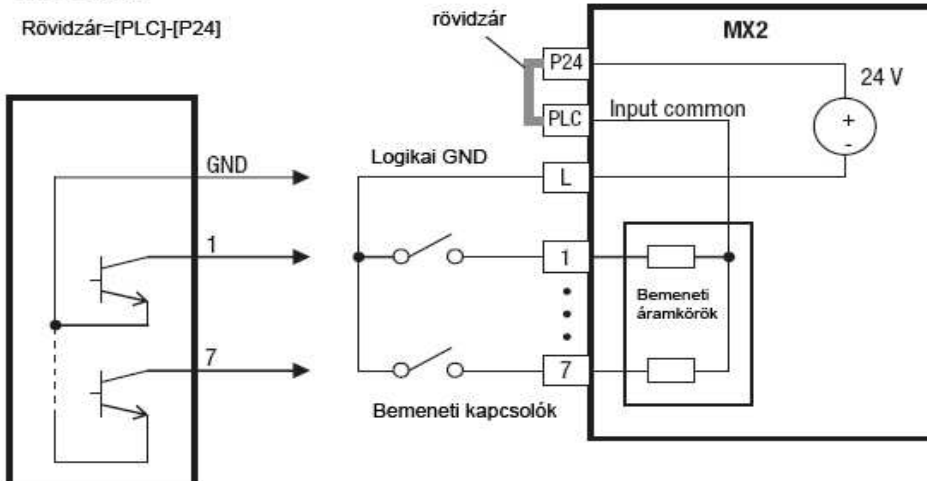 Rövidzár=[PLC]-[P24]
rövidzár
MX2
P24
24 V
PLC
Input common
+
-
GND
Logikai GND
L
1
1
Bemeneti
áramkörök
7
7
Bemeneti kapcsolók